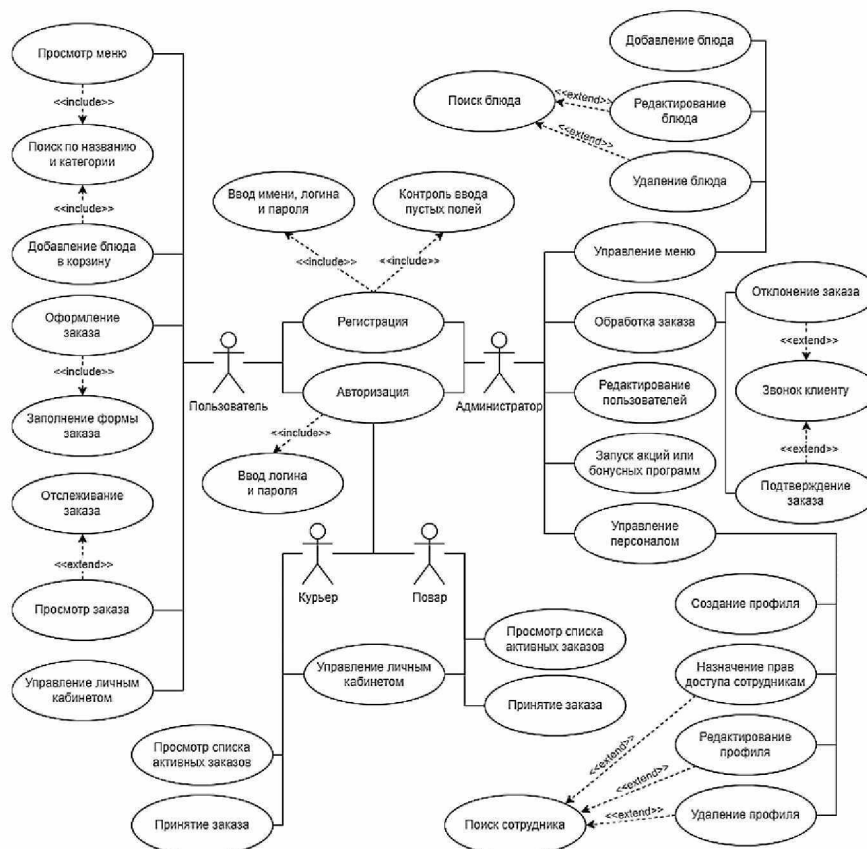 Просмотр меню
<<include>>
Поиск по названию
и категории
<<include>>
Добавление блюда
в корзину
Оформление
заказа
<<include>>
Заполнение формы
заказа
Отслеживание
заказа
<<extend>>
Просмотр заказа
Управление личным
кабинетом
Пользователь
Ввод имени, логина
и пароля
Контроль ввода
пустых полей
<<include>>
<<include>>
Регистрация
Авторизация
<<include>>
Ввод логина
и пароля
Администратор
Курьер
Повар
Управление личным
кабинетом
Просмотр списка
активных заказов
Принятие заказа
Просмотр списка
активных заказов
Принятие заказа
Добавление блюда
Поиск блюда
<<extend>>
Редактирование
блюда
<<extend>>
Удаление блюда
Управление меню
Обработка заказа
Редактирование
пользователей
Запуск акций или
бонусных программ
Управление
персоналом
Отклонение заказа
<<extend>>
Звонок клиенту
<<extend>>
Подтверждение
заказа
Создание профиля
Назначение прав
доступа сотрудникам
<<extend>>
Редактирование
профиля
<<extend>>
Удаление профиля
<<extend>>
Поиск сотрудника